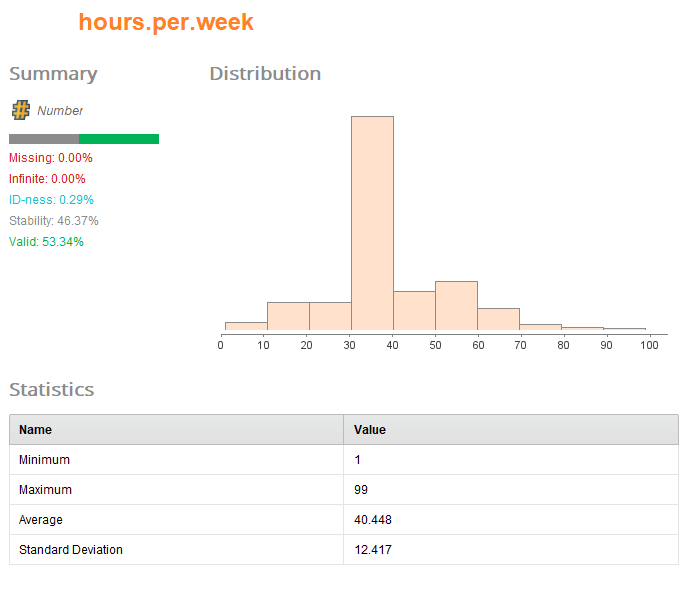 hours.per.week
Summary
Distribution
# Number
Missing: 0.00%
Infinite: 0.00%
ID-ness: 0.29%
Stability: 46.37%
Valid: 53.34%
0 10 20 30 40 50 60 70 80 90 100
Statistics
Name Value
Minimum 1
Maximum 99
Average 40.448
Standard Deviation 12.417